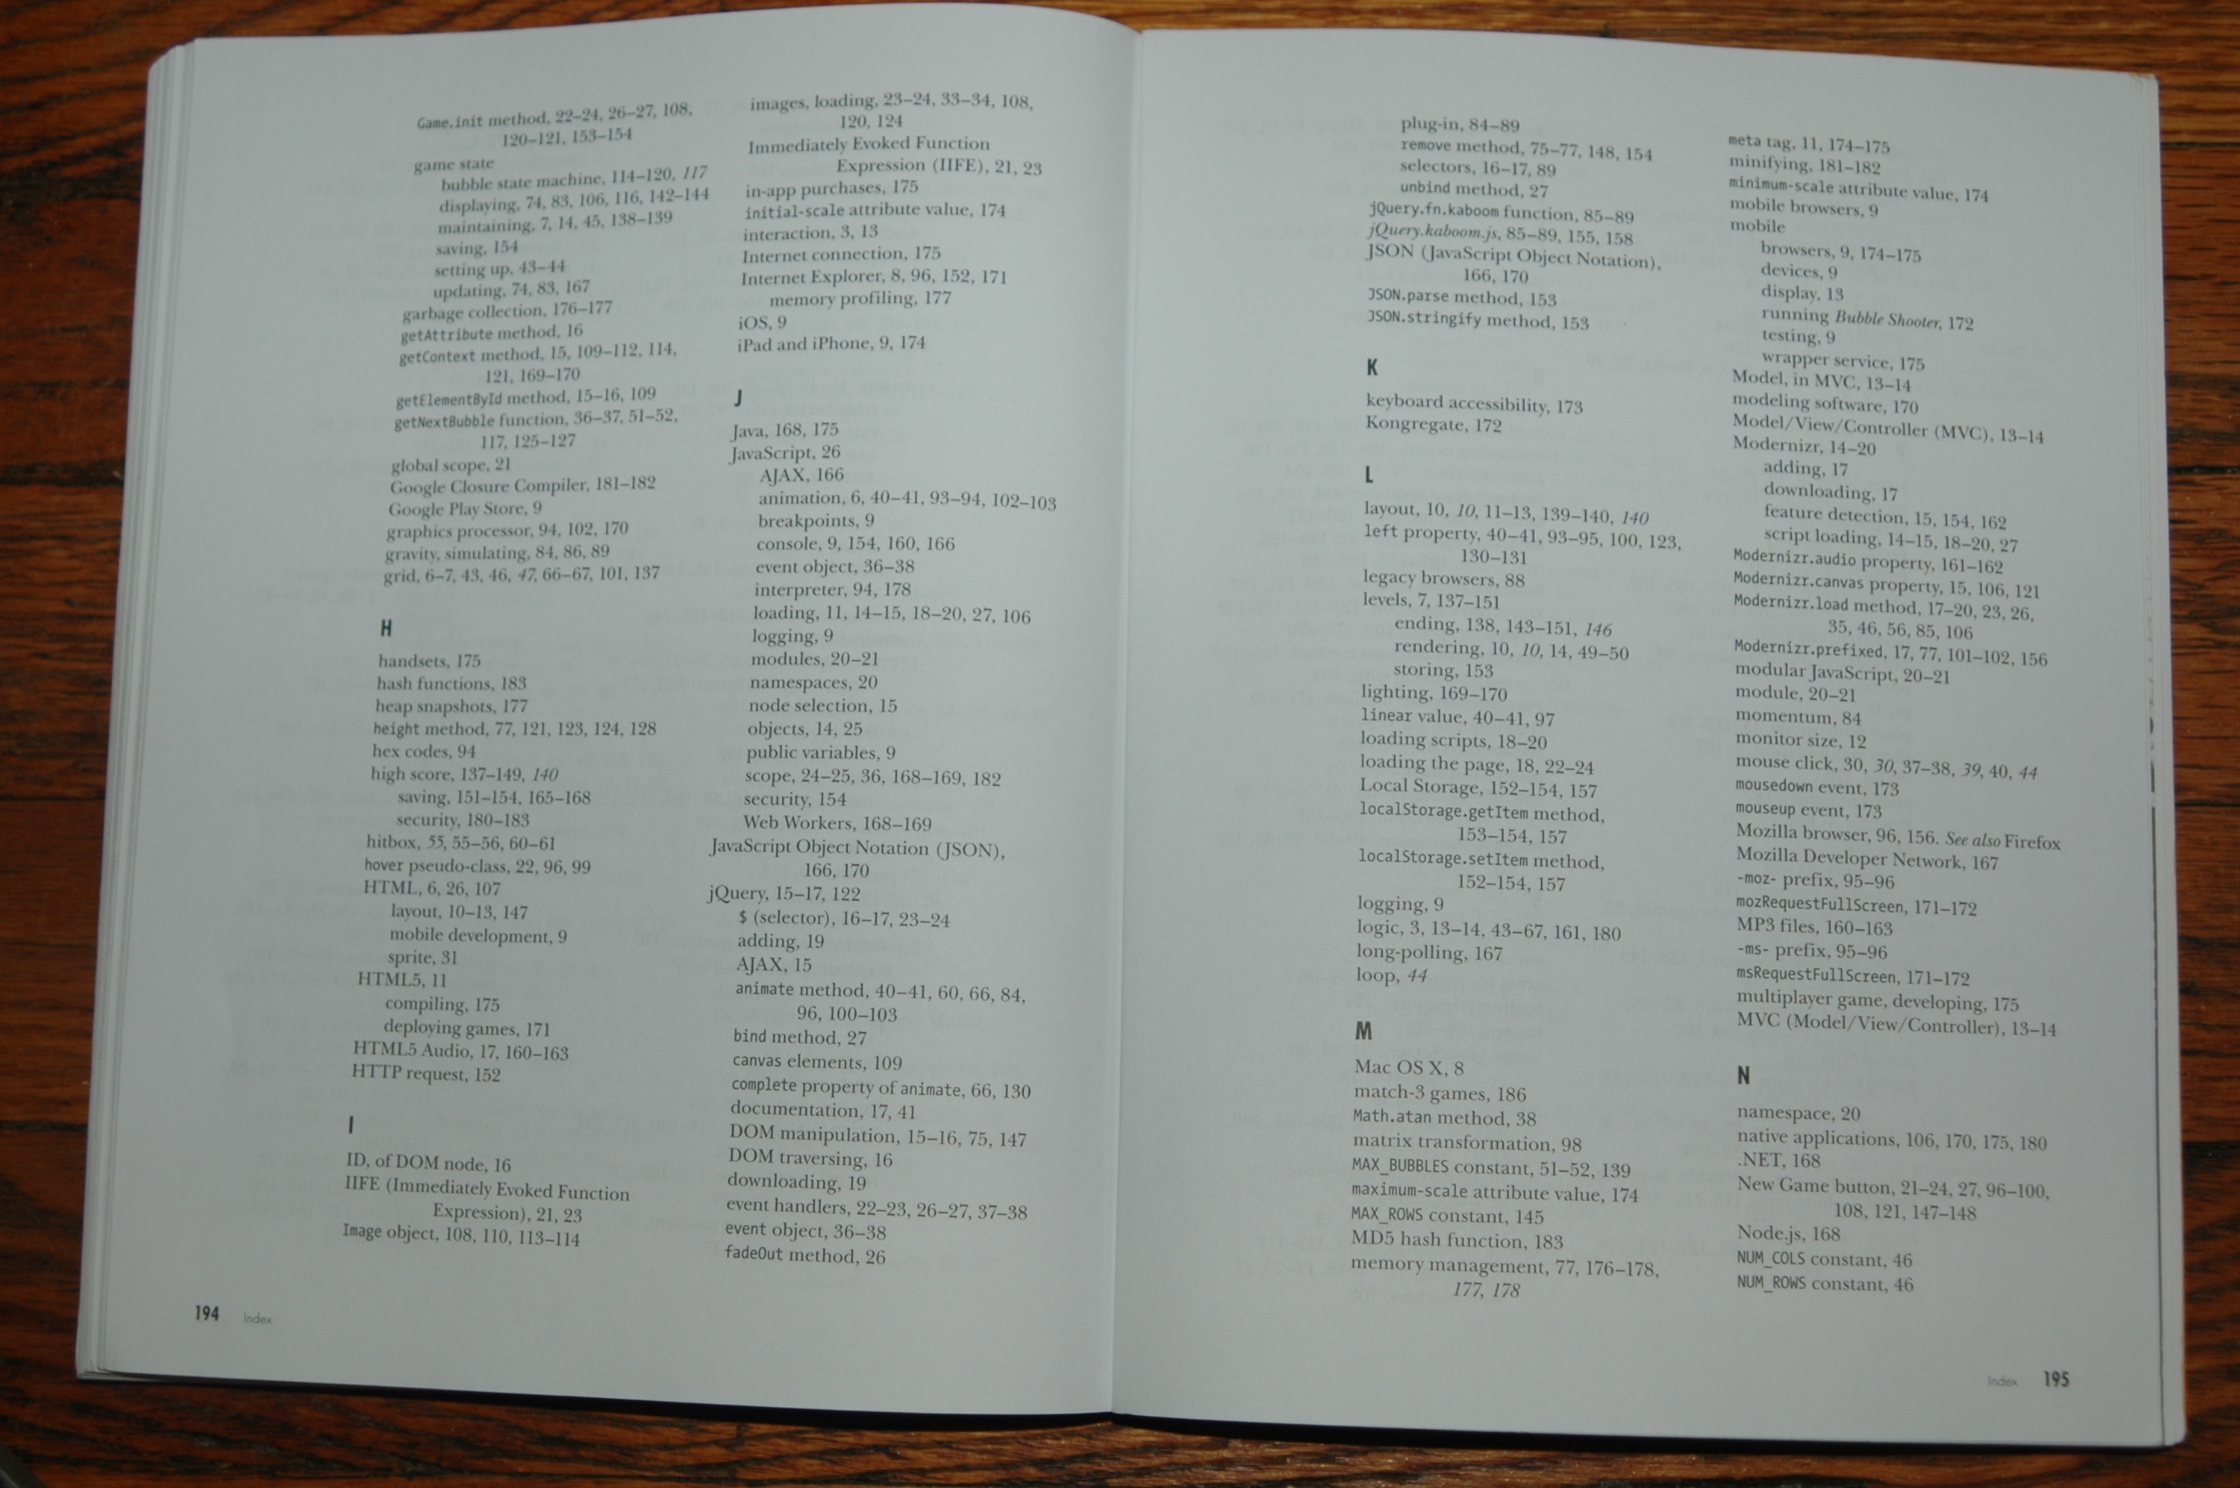 Game.init method, 22–24, 26–27, 108,
120–121, 153–154
game state
bubble state machine, 114–120, 117
displaying, 74, 83, 106, 116, 142–144
maintaining, 7, 14, 45, 138–139
saving, 154
setting up, 43–44
updating, 74, 83, 167
garbage collection, 176–177
getAttribute method, 16
getContext method, 15, 109–112, 114,
121, 169–170
getElementById method, 15–16, 109
getNextBubble function, 36–37, 51–52,
117, 125–127
global scope, 21
Google Closure Compiler, 181–182
Google Play Store, 9
graphics processor, 94, 102, 170
gravity, simulating, 84, 86, 89
grid, 6–7, 43, 46, 47, 66–67, 101, 137
H
handsets, 175
hash functions, 183
heap snapshots, 177
height method, 77, 121, 123, 124, 128
hex codes, 94
high score, 137–149, 140
saving, 151–154, 165–168
security, 180–183
hitbox, 55, 55–56, 60–61
hover pseudo-class, 22, 96, 99
HTML, 6, 26, 107
layout, 10–13, 147
mobile development, 9
sprite, 31
HTML5, 11
compiling, 175
deploying games, 171
HTML5 Audio, 17, 160–163
HTTP request, 152
I
ID, of DOM node, 16
IIFE (Immediately Evoked Function
Expression), 21, 23
Image object, 108, 110, 113–114
images, loading, 23–24, 33–34, 108,
120, 124
Immediately Evoked Function
Expression (IIFE), 21, 23
in-app purchases, 175
initial-scale attribute value, 174
interaction, 3, 13
Internet connection, 175
Internet Explorer, 8, 96, 152, 171
memory profiling, 177
iOS, 9
iPad and iPhone, 9, 174
J
Java, 168, 175
JavaScript, 26
AJAX, 166
animation, 6, 40–41, 93–94, 102–103
breakpoints, 9
console, 9, 154, 160, 166
event object, 36–38
interpreter, 94, 178
loading, 11, 14–15, 18–20, 27, 106
logging, 9
modules, 20–21
namespaces, 20
node selection, 15
objects, 14, 25
public variables, 9
scope, 24–25, 36, 168–169, 182
security, 154
Web Workers, 168–169
JavaScript Object Notation (JSON),
166, 170
jQuery, 15–17, 122
$ (selector), 16–17, 23–24
adding, 19
AJAX, 15
animate method, 40–41, 60, 66, 84,
96, 100–103
bind method, 27
canvas elements, 109
complete property of animate, 66, 130
documentation, 17, 41
DOM manipulation, 15–16, 75, 147
DOM traversing, 16
downloading, 19
event handlers, 22–23, 26–27, 37–38
event object, 36–38
fadeOut method, 26
194 Index
plug-in, 84–89
remove method, 75–77, 148, 154
selectors, 16–17, 89
unbind method, 27
jQuery.fn.kaboom function, 85–89
jQuery.kaboom.js, 85–89, 155, 158
JSON (JavaScript Object Notation),
166, 170
JSON.parse method, 153
JSON.stringify method, 153
K
keyboard accessibility, 173
Kongregate, 172
L
layout, 10, 10, 11–13, 139–140, 140
left property, 40–41, 93–95, 100, 123,
130–131
legacy browsers, 88
levels, 7, 137–151
ending, 138, 143–151, 146
rendering, 10, 10, 14, 49–50
storing, 153
lighting, 169–170
linear value, 40–41, 97
loading scripts, 18–20
loading the page, 18, 22–24
Local Storage, 152–154, 157
localStorage.getItem method,
153–154, 157
localStorage.setItem method,
152–154, 157
logging, 9
logic, 3, 13–14, 43–67, 161, 180
long-polling, 167
loop, 44
M
Mac OS X, 8
match-3 games, 186
Math.atan method, 38
matrix transformation, 98
MAX_BUBBLES constant, 51–52, 139
maximum-scale attribute value, 174
MAX_ROWS constant, 145
MD5 hash function, 183
memory management, 77, 176–178,
177, 178
meta tag, 11, 174–175
minifying, 181–182
minimum-scale attribute value, 174
mobile browsers, 9
mobile
browsers, 9, 174–175
devices, 9
display, 13
running Bubble Shooter, 172
testing, 9
wrapper service, 175
Model, in MVC, 13–14
modeling software, 170
Model/View/Controller (MVC), 13–14
Modernizr, 14–20
adding, 17
downloading, 17
feature detection, 15, 154, 162
script loading, 14–15, 18–20, 27
Modernizr.audio property, 161–162
Modernizr.canvas property, 15, 106, 121
Modernizr.load method, 17–20, 23, 26,
35, 46, 56, 85, 106
Modernizr.prefixed, 17, 77, 101–102, 156
modular JavaScript, 20–21
module, 20–21
momentum, 84
monitor size, 12
mouse click, 30, 30, 37–38, 39, 40, 44
mousedown event, 173
mouseup event, 173
Mozilla browser, 96, 156. See also Firefox
Mozilla Developer Network, 167
-moz- prefix, 95–96
mozRequestFullScreen, 171–172
MP3 files, 160–163
-ms- prefix, 95–96
msRequestFullScreen, 171–172
multiplayer game, developing, 175
MVC (Model/View/Controller), 13–14
N
namespace, 20
native applications, 106, 170, 175, 180
.NET, 168
New Game button, 21–24, 27, 96–100,
108, 121, 147–148
Node.js, 168
NUM_COLS constant, 46
NUM_ROWS constant, 46
Index 195